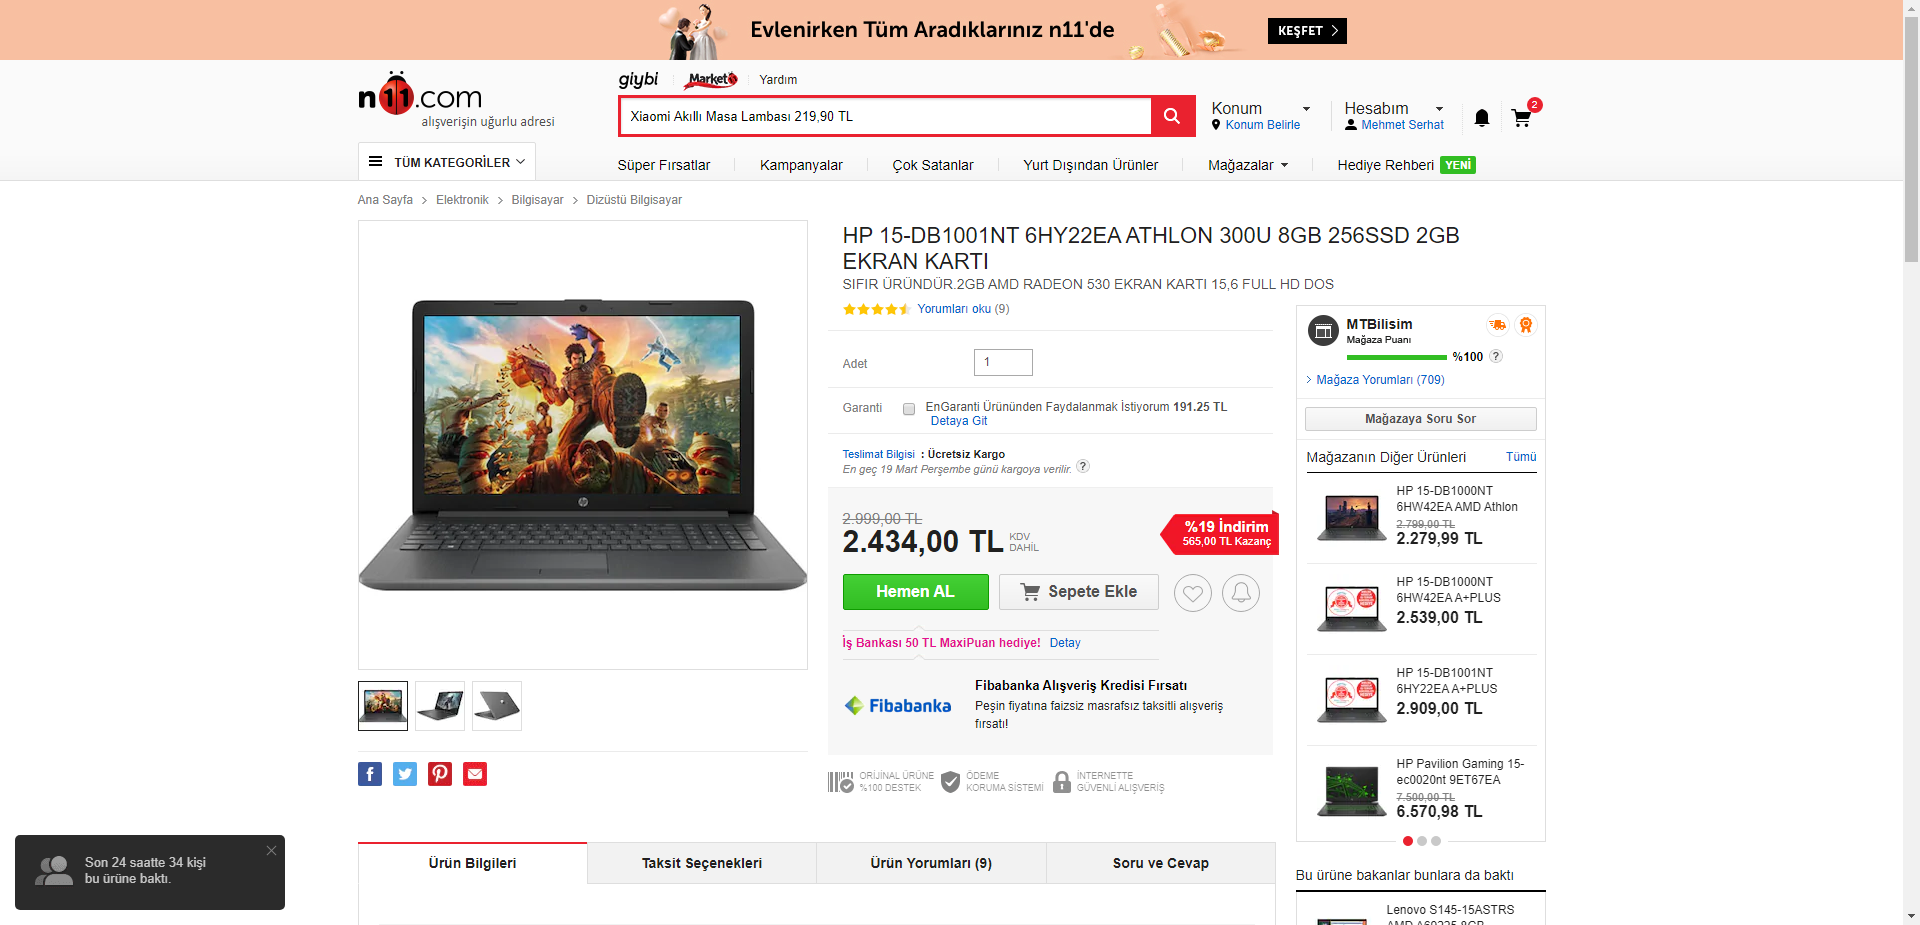 Evlenirken Tüm Aradıklarınız n11'de
KEŞFET
n11.com
alışverişin uğurlu adresi
giybi
Market
Yardım
Xiaomi Akıllı Masa Lambası 219,90 TL
Konum
Konum Belirle
Hesabım
Mehmet Serhat
2
TÜM KATEGORİLER
Süper Fırsatlar
Kampanyalar
Çok Satanlar
Yurt Dışından Ürünler
Mağazalar
Hediye Rehberi YENİ
Ana Sayfa > Elektronik > Bilgisayar > Dizüstü Bilgisayar
HP 15-DB1001NT 6HY22EA ATHLON 300U 8GB 256SSD 2GB
EKRAN KARTI
SIFIR ÜRÜNDÜR.2GB AMD RADEON 530 EKRAN KARTI 15,6 FULL HD DOS
Yorumları oku (9)
Adet
1
Garanti
EnGaranti Ürününden Faydalanmak İstiyorum 191.25 TL
Detaya Git
Teslimat Bilgisi : Ücretsiz Kargo
En geç 19 Mart Perşembe günü kargoya verilir. ?
2.999,00 TL
2.434,00 TL KDV DAHİL
%19 İndirim
565,00 TL Kazanç
Hemen AL
Sepete Ekle
İş Bankası 50 TL MaxiPuan hediye! Detay
Fibabanka
Fibabanka Alışveriş Kredisi Fırsatı
Peşin fiyatına faizsiz masrafsız taksitli alışveriş
fırsatı!
ORİJİNAL ÜRÜNE
%100 DESTEK
ÖDEME
KORUMA SİSTEMİ
İNTERNETTE
GÜVENLİ ALIŞVERİŞ
MTBilisim
Mağaza Puanı
%100 ?
Mağaza Yorumları (709)
Mağazaya Soru Sor
Mağazanın Diğer Ürünleri Tümü
HP 15-DB1000NT
6HW42EA AMD Athlon
2.799,00 TL
2.279,99 TL
HP 15-DB1000NT
6HW42EA A+PLUS
2.539,00 TL
HP 15-DB1001NT
6HY22EA A+PLUS
2.909,00 TL
HP Pavilion Gaming 15-
ec0020nt 9ET67EA
7.500,00 TL
6.570,98 TL
Bu ürüne bakanlar bunlara da baktı
Lenovo S145-15ASTRS
Ürün Bilgileri
Taksit Seçenekleri
Ürün Yorumları (9)
Soru ve Cevap
Son 24 saatte 34 kişi
bu ürüne baktı.